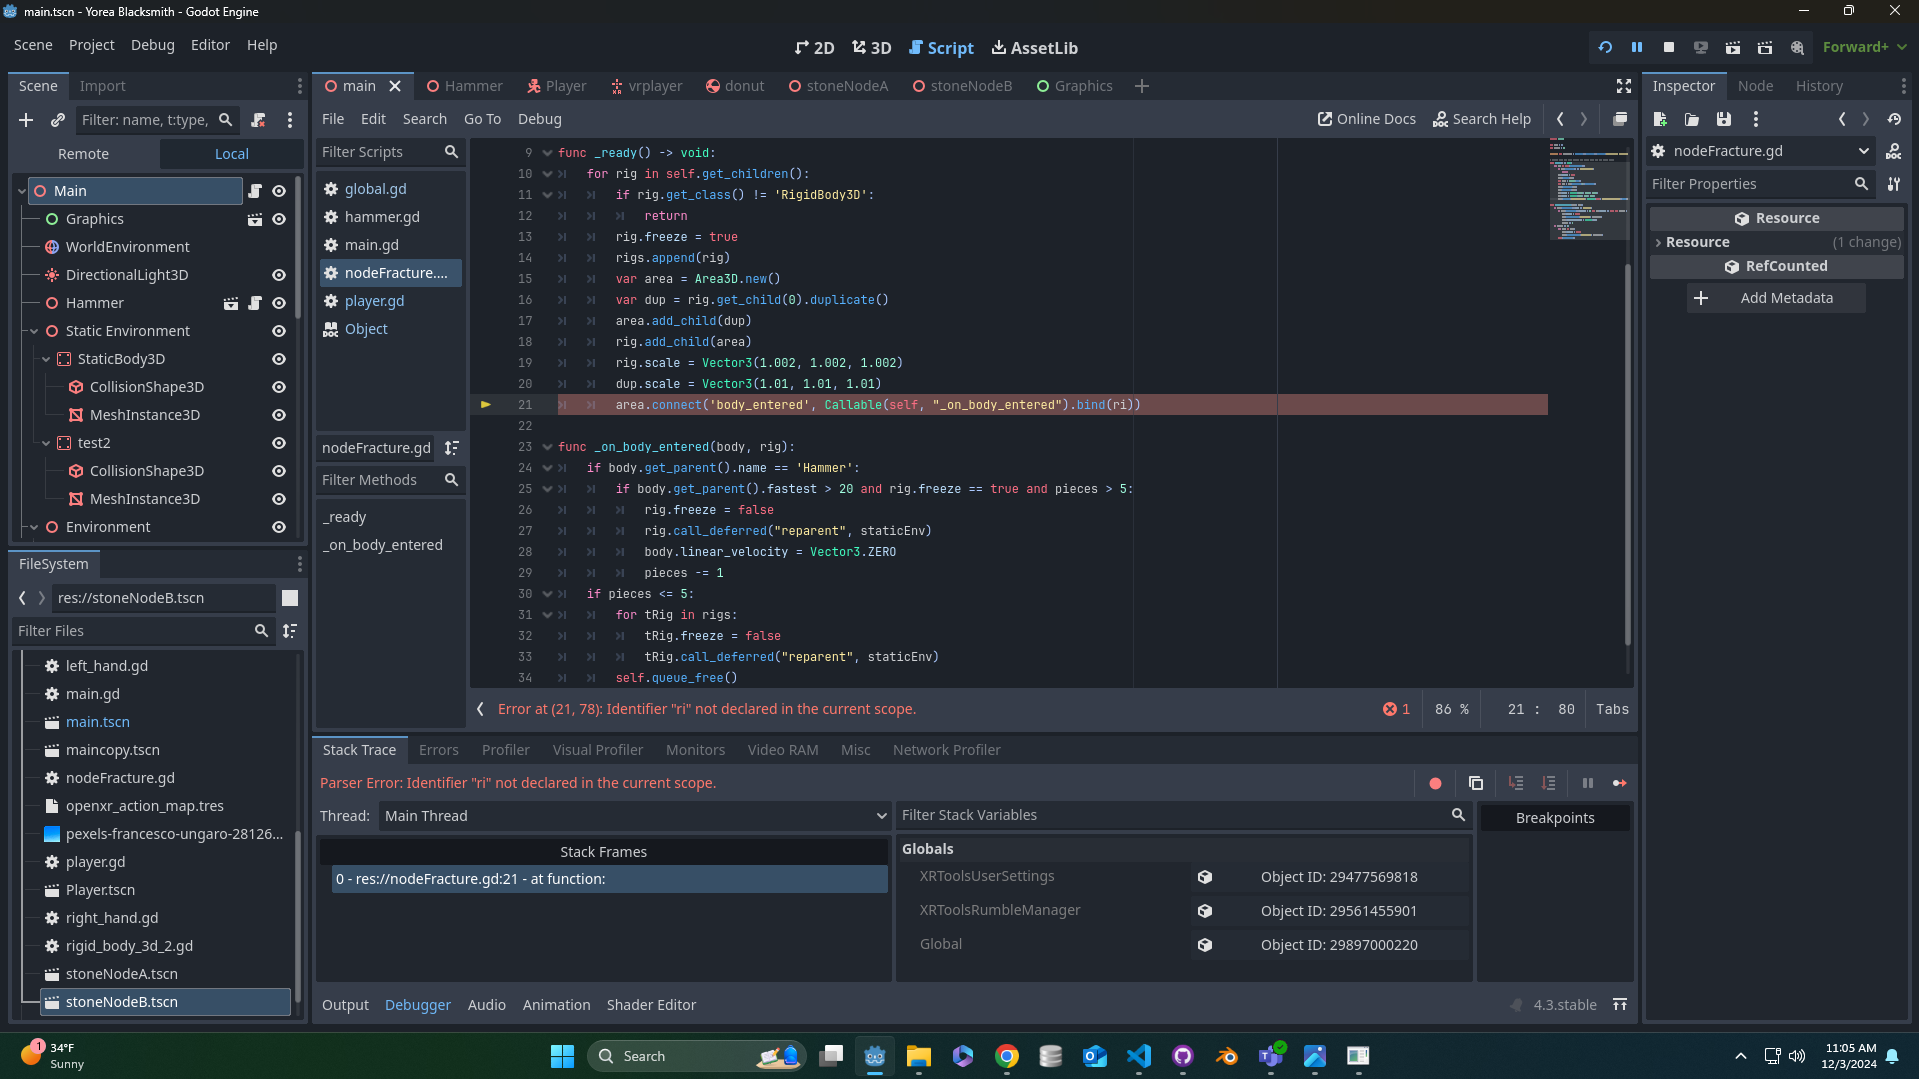 main.tscn - Yorea Blacksmith - Godot Engine
Scene Project Debug Editor Help
2D 3D Script AssetLib
Forward+
Scene Import
Filter: name, t:type,
Remote Local
Main
Graphics
WorldEnvironment
DirectionalLight3D
Hammer
Static Environment
StaticBody3D
CollisionShape3D
MeshInstance3D
test2
CollisionShape3D
MeshInstance3D
Environment
FileSystem
res://stoneNodeB.tscn
Filter Files
left_hand.gd
main.gd
main.tscn
maincopy.tscn
nodeFracture.gd
openxr_action_map.tres
pexels-francesco-ungaro-28126...
player.gd
Player.tscn
right_hand.gd
rigid_body_3d_2.gd
stoneNodeA.tscn
stoneNodeB.tscn
main Hammer Player vrplayer donut stoneNodeA stoneNodeB Graphics
File Edit Search Go To Debug
Online Docs Search Help
Filter Scripts
global.gd
hammer.gd
main.gd
nodeFracture....
player.gd
Object
nodeFracture.gd
Filter Methods
_ready
_on_body_entered
9 func _ready() -> void:
10 for rig in self.get_children():
11 if rig.get_class() != 'RigidBody3D':
12 return
13 rig.freeze = true
14 rigs.append(rig)
15 var area = Area3D.new()
16 var dup = rig.get_child(0).duplicate()
17 area.add_child(dup)
18 rig.add_child(area)
19 rig.scale = Vector3(1.002, 1.002, 1.002)
20 dup.scale = Vector3(1.01, 1.01, 1.01)
21 area.connect('body_entered', Callable(self, "_on_body_entered").bind(ri))
22
23 func _on_body_entered(body, rig):
24 if body.get_parent().name == 'Hammer':
25 if body.get_parent().fastest > 20 and rig.freeze == true and pieces > 5:
26 rig.freeze = false
27 rig.call_deferred("reparent", staticEnv)
28 body.linear_velocity = Vector3.ZERO
29 pieces -= 1
30 if pieces <= 5:
31 for tRig in rigs:
32 tRig.freeze = false
33 tRig.call_deferred("reparent", staticEnv)
34 self.queue_free()
Error at (21, 78): Identifier "ri" not declared in the current scope.
1 86 % 21 : 80 Tabs
Stack Trace Errors Profiler Visual Profiler Monitors Video RAM Misc Network Profiler
Parser Error: Identifier "ri" not declared in the current scope.
Thread: Main Thread
Filter Stack Variables
Breakpoints
Stack Frames
0 - res://nodeFracture.gd:21 - at function:
Globals
XRToolsUserSettings Object ID: 29477569818
XRToolsRumbleManager Object ID: 29561455901
Global Object ID: 29897000220
Output Debugger Audio Animation Shader Editor
4.3.stable
Inspector Node History
nodeFracture.gd
Filter Properties
Resource
Resource (1 change)
RefCounted
Add Metadata
1
34°F
Sunny
Search
11:05 AM
12/3/2024